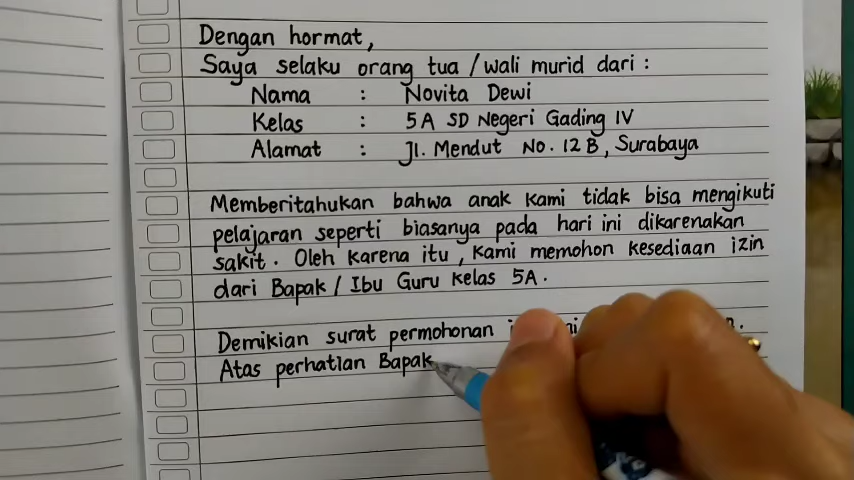 Dengan hormat,
Saya selaku orang tua / wali murid dari :
Nama : Novita Dewi
Kelas : 5A SD Negeri Gading IV
Alamat : Jl. Mendut No. 12 B, Surabaya
Memberitahukan bahwa anak kami tidak bisa mengikuti
pelajaran seperti biasanya pada hari ini dikarenakan
sakit. Oleh karena itu, kami memohon kesediaan izin
dari Bapak / Ibu Guru kelas 5A.
Demikian surat permohonan
Atas perhatian Bapak